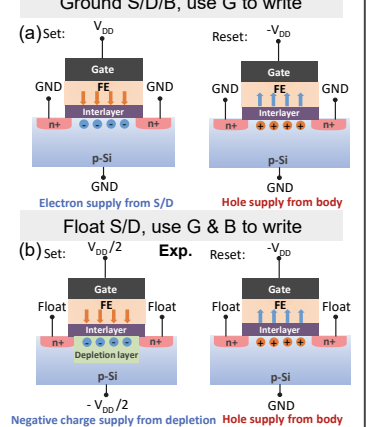 Ground S/D/B, use G to write
(a) Set: V_DD Reset: -V_DD
Gate Gate
GND FE GND GND FE GND
Interlayer Interlayer
n+ - - - - n+ n+ + + + + n+
p-Si p-Si
GND GND
Electron supply from S/D Hole supply from body
Float S/D, use G & B to write
(b) Set: V_DD/2 Exp. Reset: -V_DD
Gate Gate
Float FE Float Float FE Float
Interlayer Interlayer
n+ - - - - n+ n+ + + + + n+
Depletion layer
p-Si p-Si
- V_DD/2 GND
Negative charge supply from depletion Hole supply from body